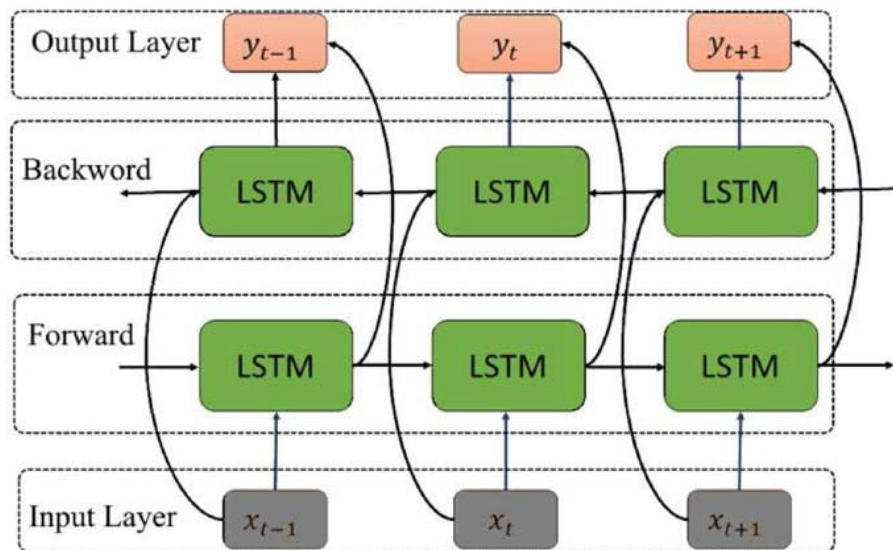 Output Layer y_{t-1} y_t y_{t+1}
Backword LSTM LSTM LSTM
Forward LSTM LSTM LSTM
Input Layer x_{t-1} x_t x_{t+1}